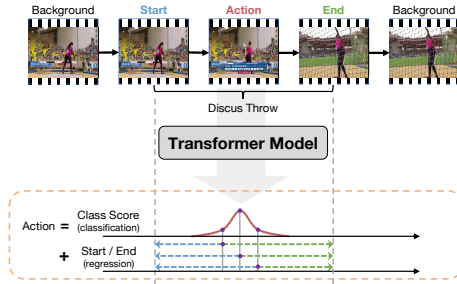 Background Start Action End Background
Discus Throw
Transformer Model
Action = Class Score
(classification)
+ Start / End
(regression)